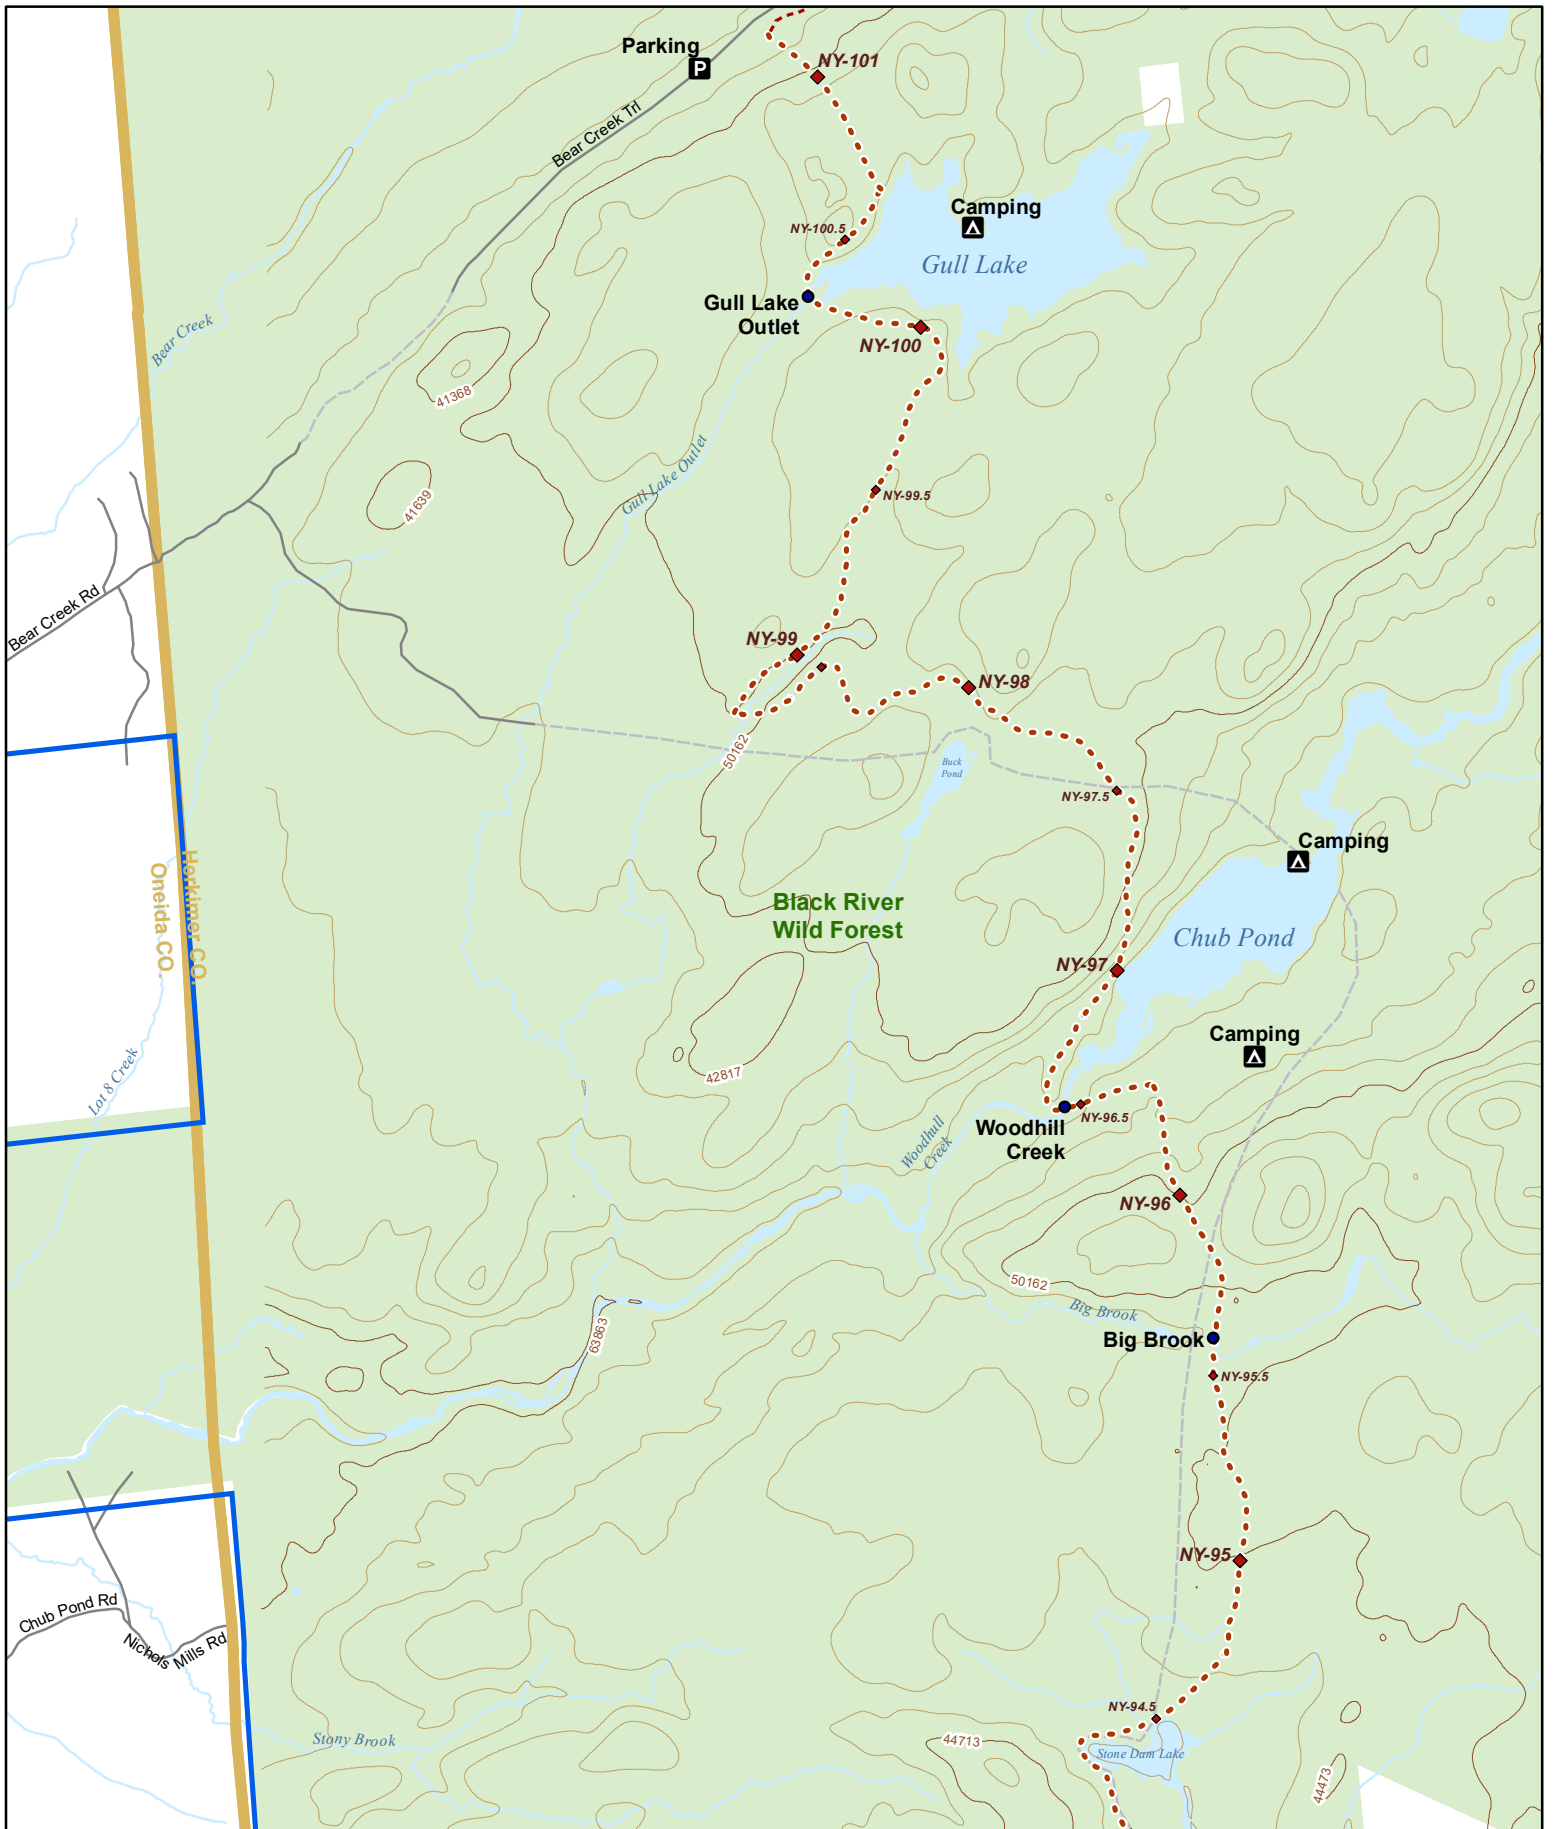 Parking
P
NY-101
Bear Creek Trl
Camping
NY-100.5
Gull Lake
Gull Lake
Outlet
Bear Creek
NY-100
41368
Gull Lake Outlet
41639
NY-99.5
Bear Creek Rd
NY-99
NY-98
50162
Buck
Pond
NY-97.5
Camping
Herkimer CO.
Oneida CO.
Black River
Wild Forest
Chub Pond
NY-97
Camping
42817
Lot 8 Creek
NY-96.5
Woodhill
Creek
Woodhull
Creek
NY-96
50162
Big Brook
63863
Big Brook
NY-95.5
NY-95
Chub Pond Rd
Nichols Mills Rd
NY-94.5
Stony Brook
44713
Stone Dam Lake
44473